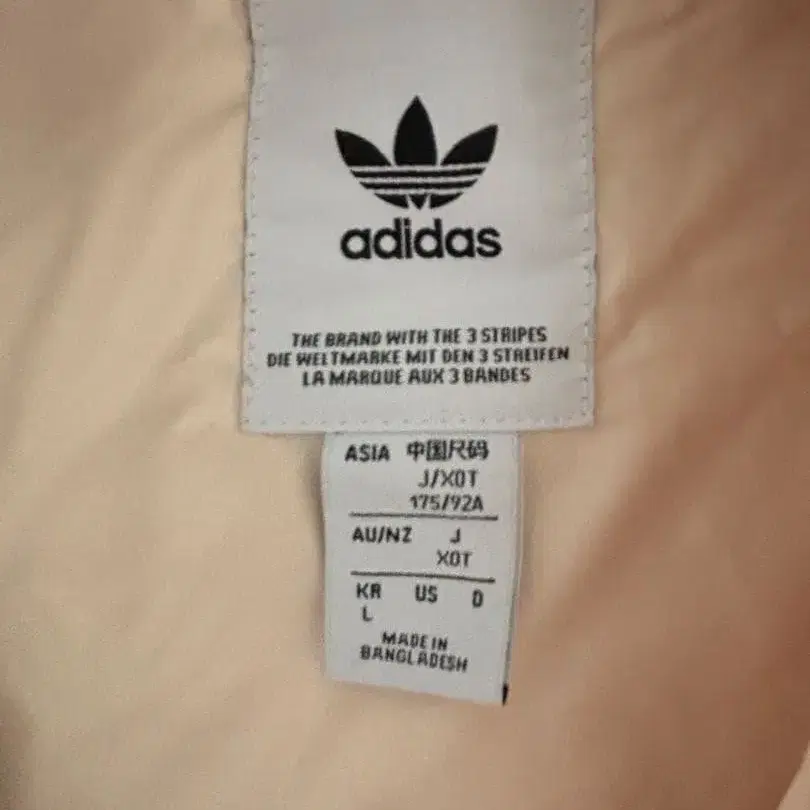 adidas
THE BRAND WITH THE 3 STRIPES
DIE WELTMARKE MIT DEN 3 STREIFEN
LA MARQUE AUX 3 BANDES
ASIA 中国尺码
J/XOT
175/92A
AU/NZ J
XOT
KR US D
L
MADE IN
BANGLADESH